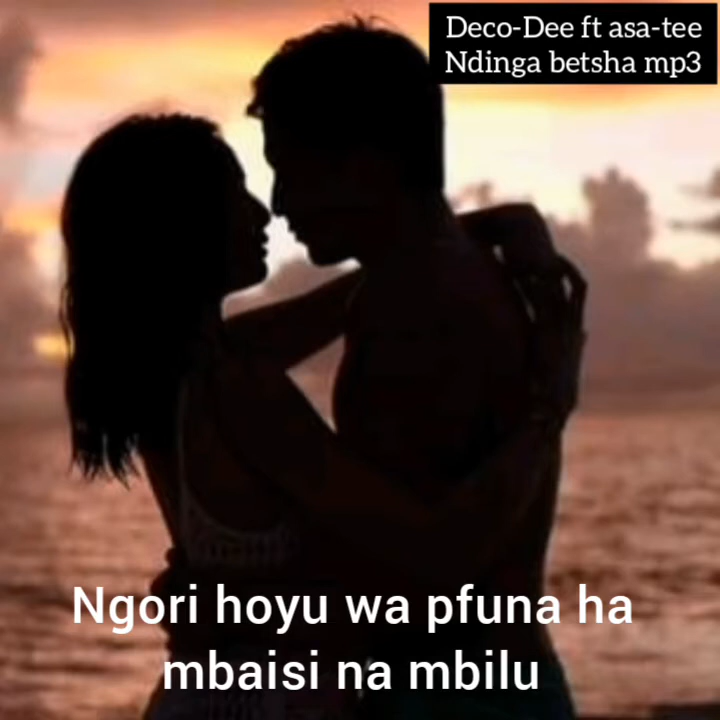 Deco-Dee ft asa-tee
Ndinga betsha mp3
Ngori hoyu wa pfuna ha
mbaisi na mbilu